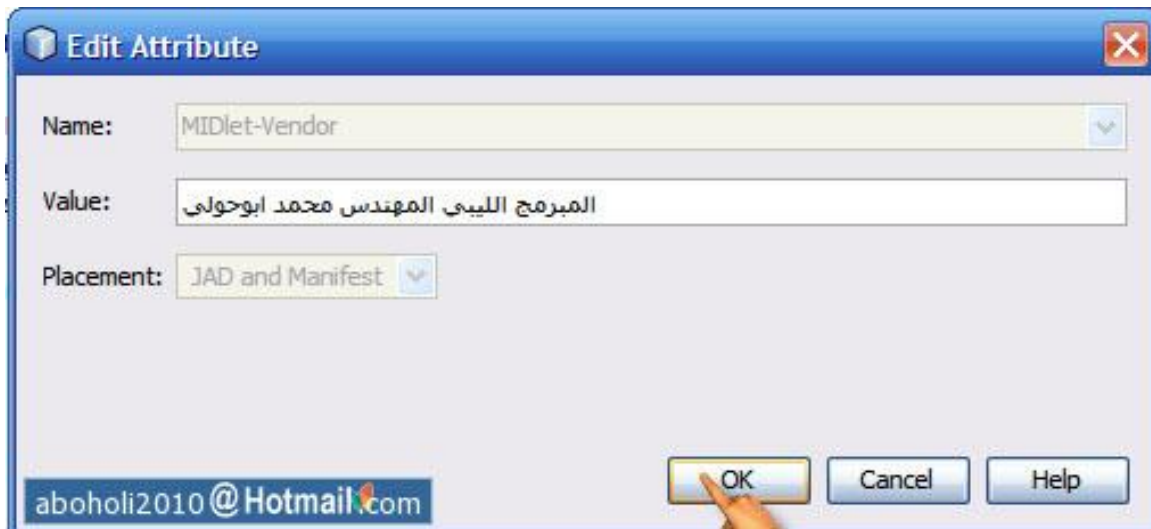 Edit Attribute
Name: MIDlet-Vendor
Value: المبرمج الليبي المهندس محمد ابوحولي
Placement: JAD and Manifest
OK Cancel Help
aboholi2010@Hotmail.com